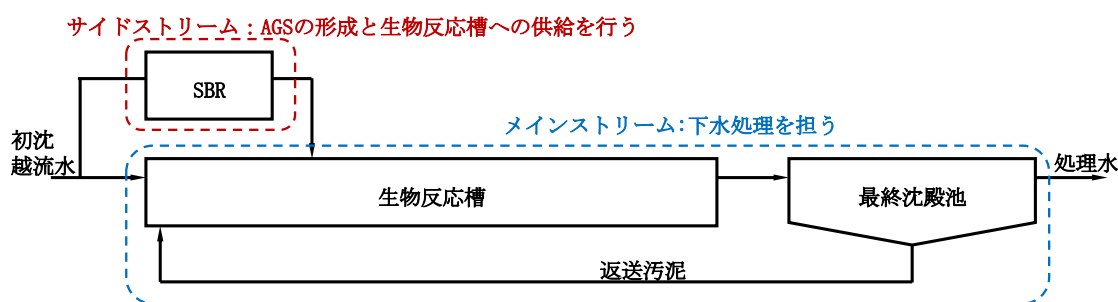 サイドストリーム：AGSの形成と生物反応槽への供給を行う
SBR
メインストリーム:下水処理を担う
初沈
越流水
処理水
生物反応槽
最終沈殿池
返送汚泥